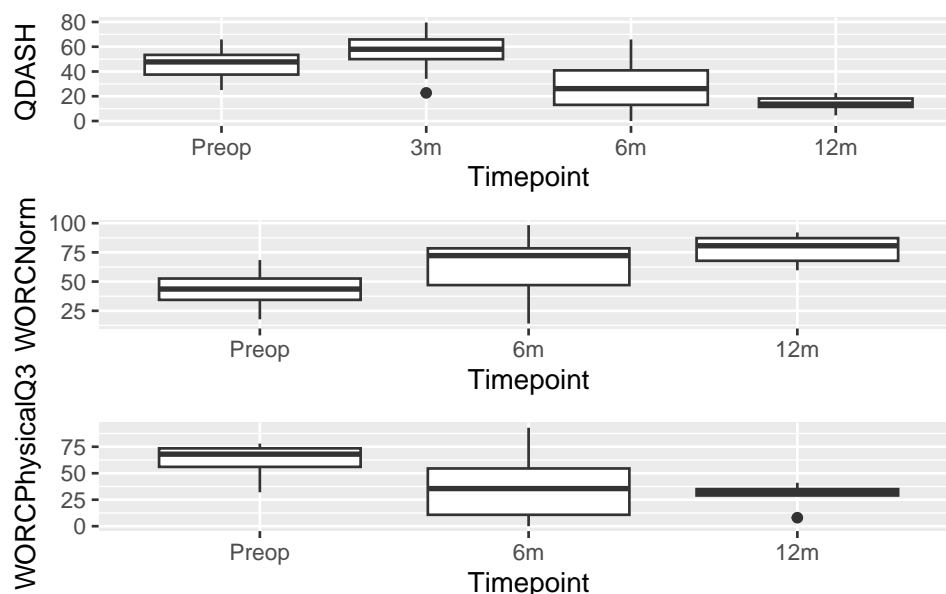 QDASH
80
60
40
20
0
Preop 3m 6m 12m
Timepoint
WORCNorm
100
75
50
25
Preop 6m 12m
Timepoint
WORCPhysicalQ3
75
50
25
0
Preop 6m 12m
Timepoint